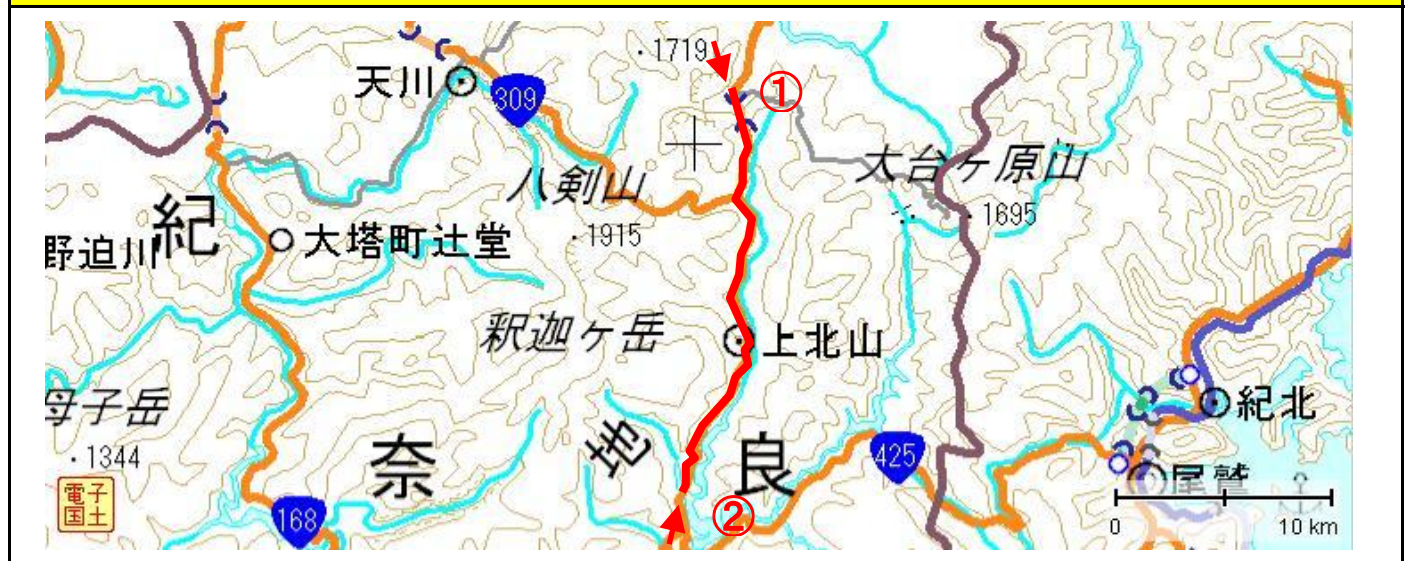 ・1719
①
天川
309
大台ヶ原山
八剣山
・1695
紀
大塔町辻堂
・1915
野迫川
釈迦ヶ岳
上北山
母子岳
紀北
・1344
奈
地
良
425
尾鷲
電子
国土
168
②
0
10 km